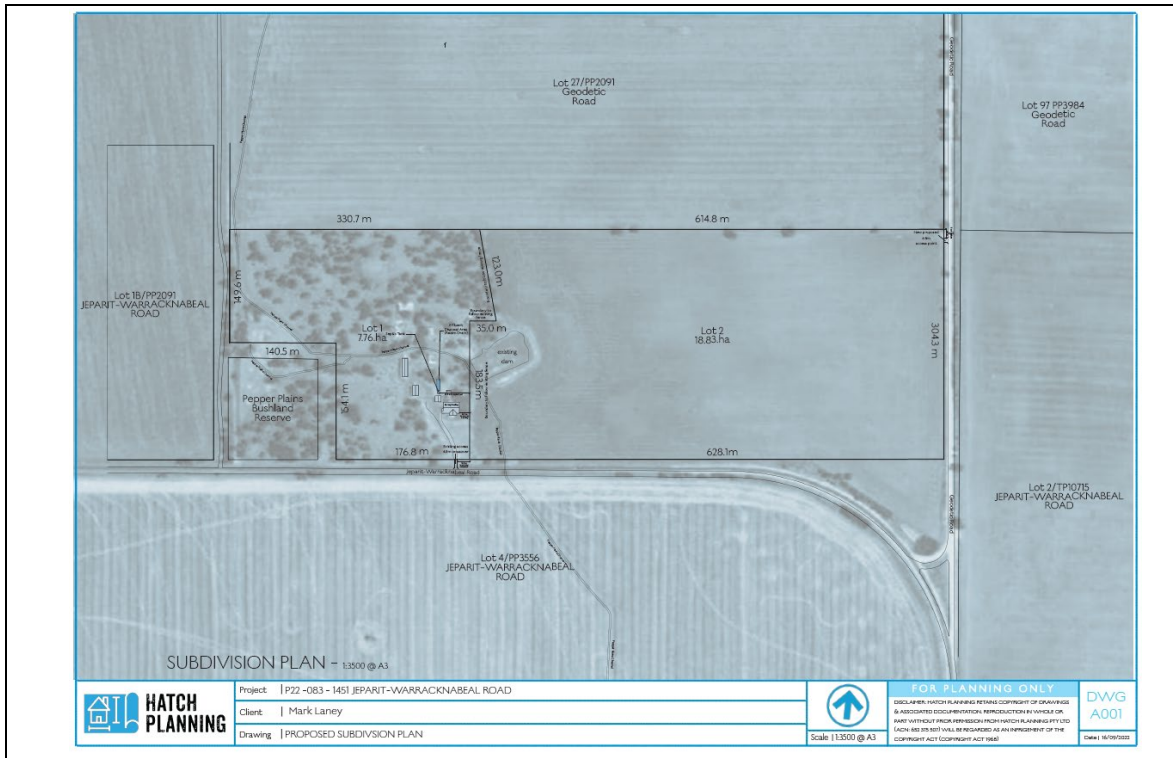 Lot 27/PP2091
Geodetic
Road
Lot 97 PP3984
Geodetic
Road
330.7 m
614.8 m
Lot 1B/PP2091
JEPARIT-WARRACKNABEAL
ROAD
149.6 m
123.0m
Lot 1
7.76.ha
35.0 m
Lot 2
18.83.ha
304.3 m
existing
dam
140.5 m
183.5m
Pepper Plains
Bushland
Reserve
154.1 m
176.8 m
628.1m
Jeparit-Warracknabeal Road
Lot 2/TP10715
JEPARIT-WARRACKNABEAL
ROAD
Lot 4/PP3556
JEPARIT-WARRACKNABEAL
ROAD
SUBDIVISION PLAN - 1:3500 @ A3
HATCH
PLANNING
Project | P22 -083 - 1451 JEPARIT-WARRACKNABEAL ROAD
Client | Mark Laney
Drawing | PROPOSED SUBDIVSION PLAN
Scale | 1:3500 @ A3
FOR PLANNING ONLY
DISCLAIMER: HATCH PLANNING RETAINS COPYRIGHT OF DRAWINGS
& ASSOCIATED DOCUMENTATION. REPRODUCTION IN WHOLE OR
PART WITHOUT PRIOR PERMISSION FROM HATCH PLANNING PTY LTD
WILL BE REGARDED AS AN INFRIGEMENT OF THE
COPYRIGHT ACT (COPYRIGHT ACT 1968)
DWG
A001
Date | 16/09/2022